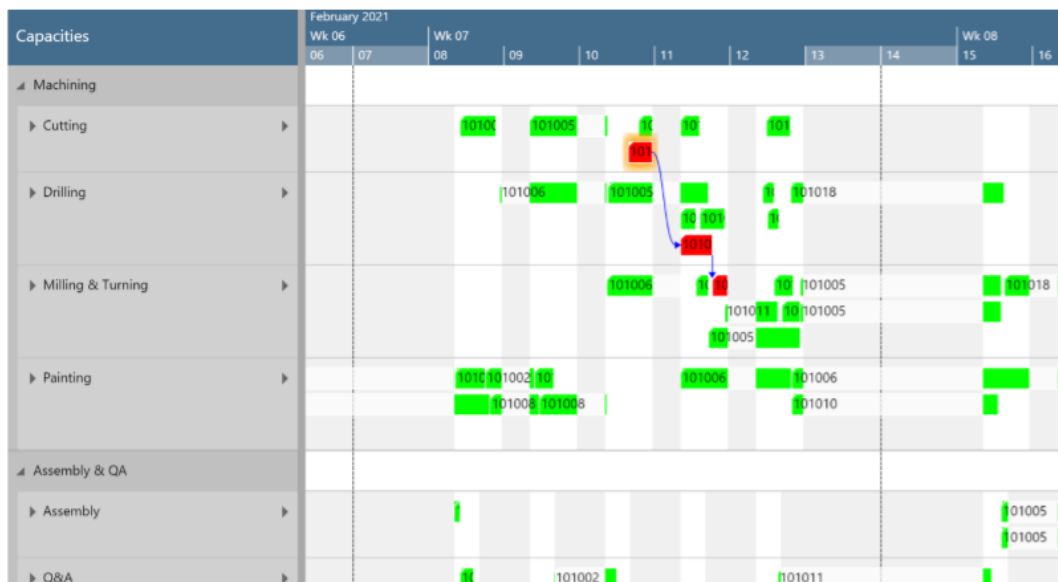 February 2021
Capacities
Wk 06 Wk 07 Wk 08
06 07 08 09 10 11 12 13 14 15 16
Machining
Cutting 101005
Drilling 101006 101005 101018
Milling & Turning 101006 101005 101018
101011 101005
101005
Painting 101002 101006 101006
101008 101008 101010
Assembly & QA
Assembly 101005
101005
Q&A 101002 101011